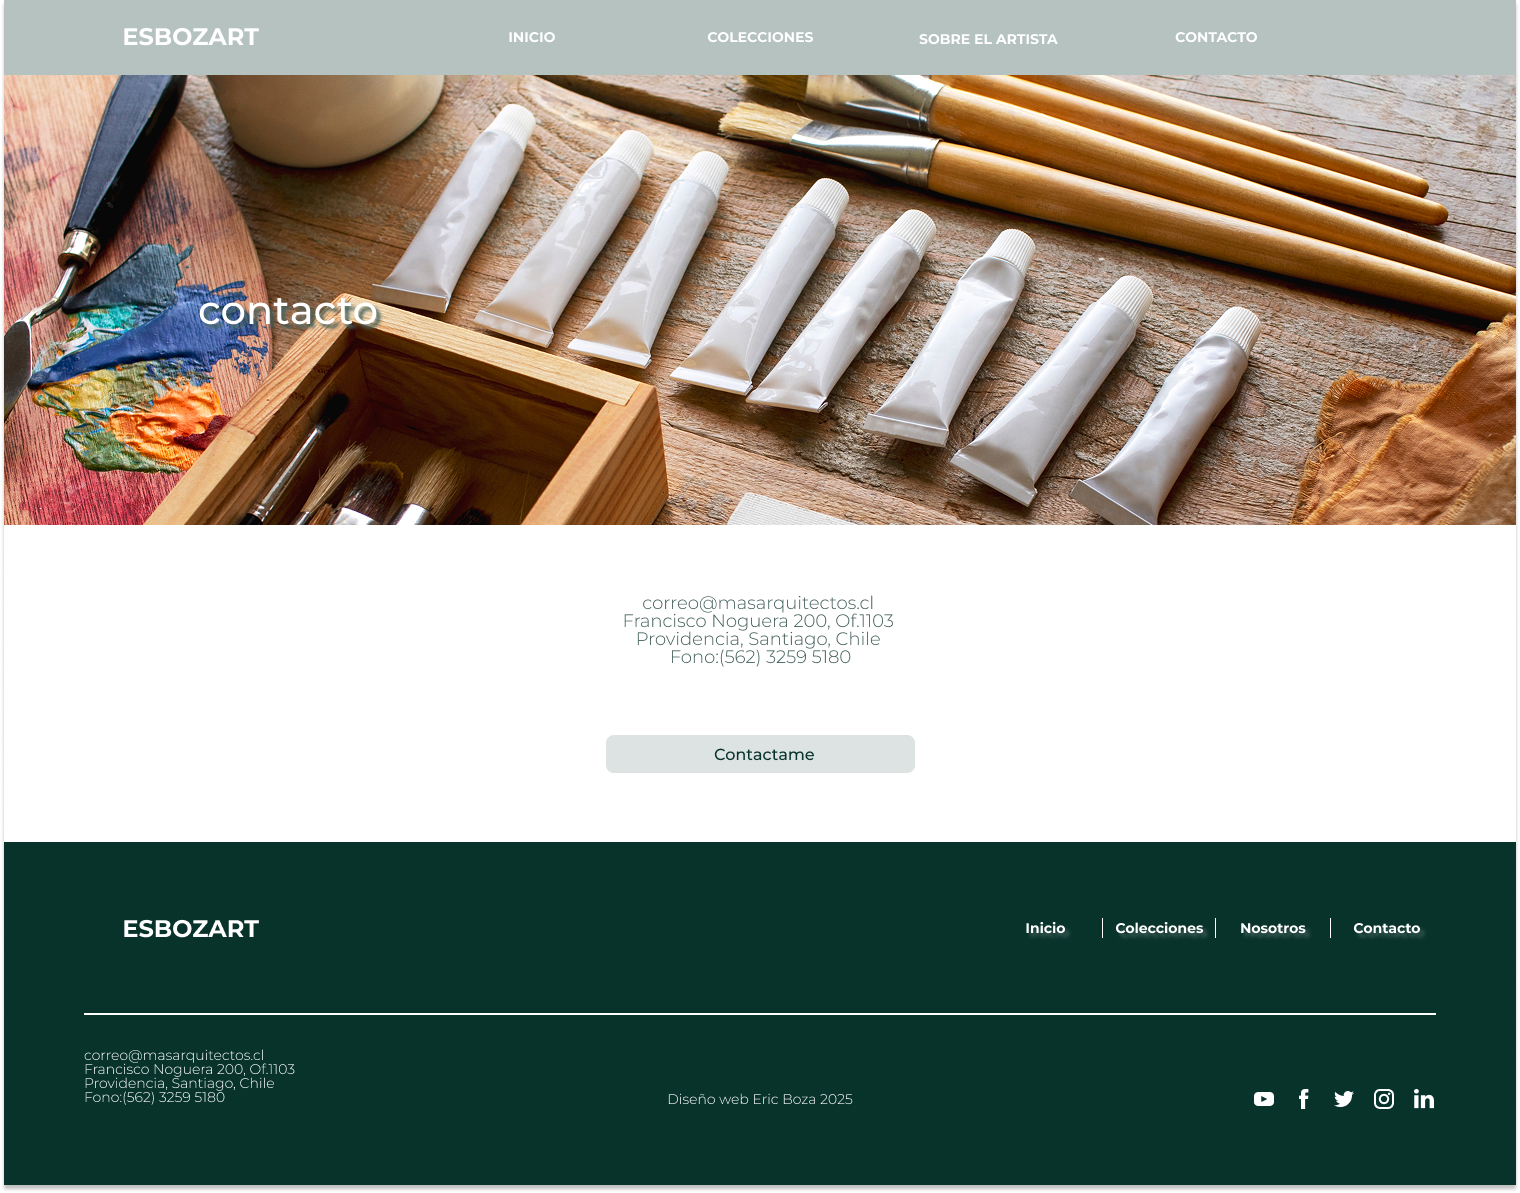 ESBOZART
INICIO
COLECCIONES
SOBRE EL ARTISTA
CONTACTO
contacto
correo@masarquitectos.cl
Francisco Noguera 200, Of.1103
Providencia, Santiago, Chile
Fono:(562) 3259 5180
Contactame
ESBOZART
Inicio
Colecciones
Nosotros
Contacto
correo@masarquitectos.cl
Francisco Noguera 200, Of.1103
Providencia, Santiago, Chile
Fono:(562) 3259 5180
Diseño web Eric Boza 2025